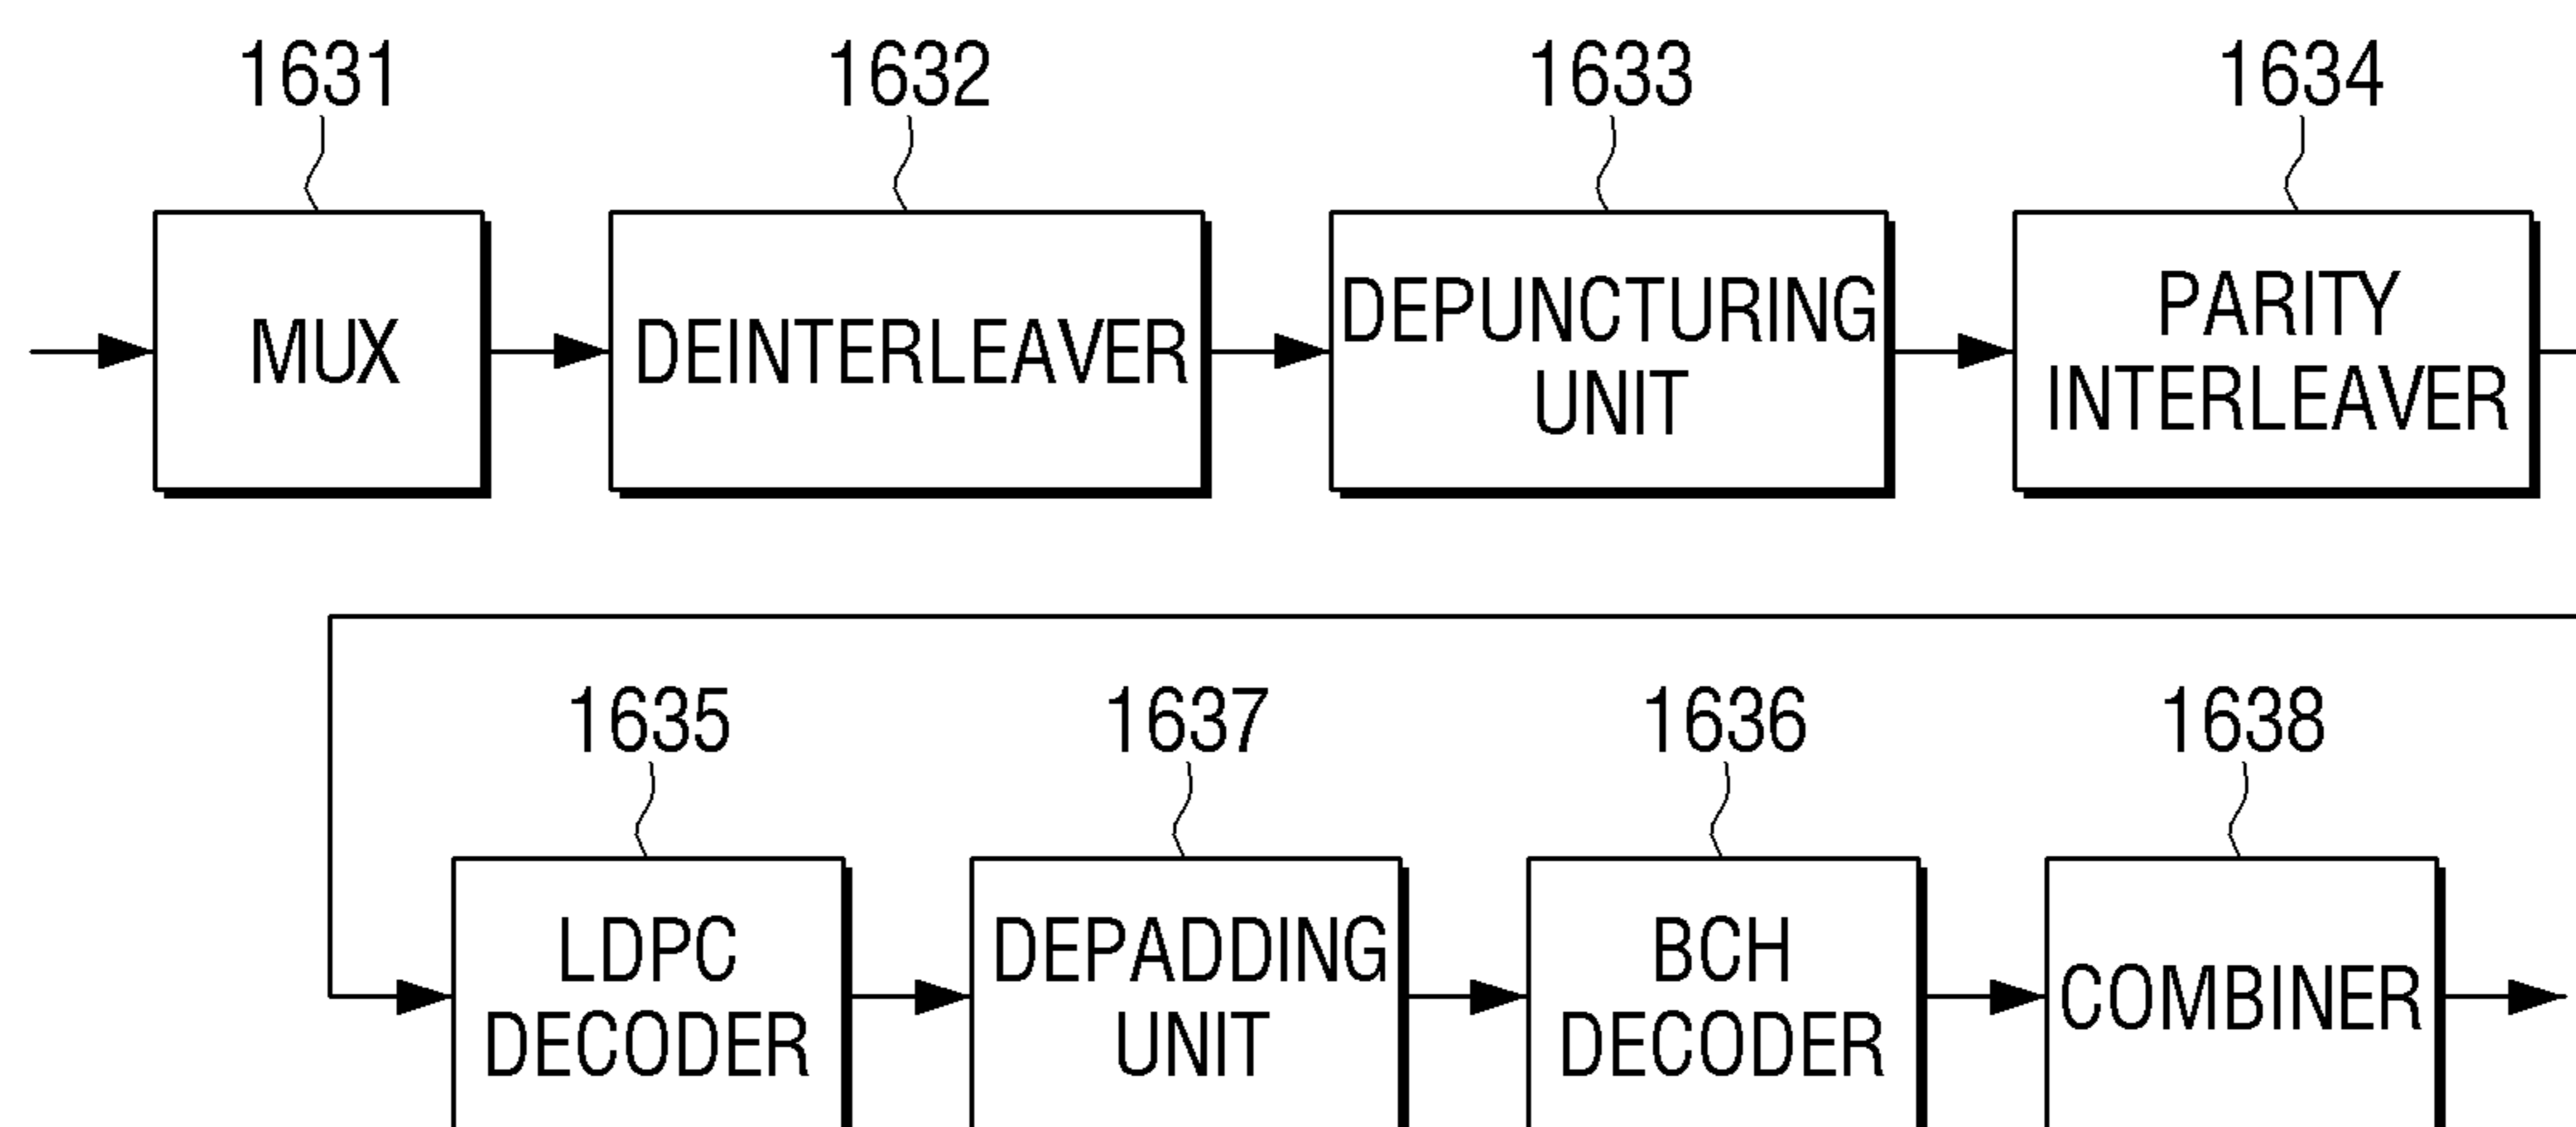 1631
1632
1633
1634
MUX
DEINTERLEAVER
DEPUNCTURING
UNIT
PARITY
INTERLEAVER
1635
1637
1636
1638
LDPC
DECODER
DEPADDING
UNIT
BCH
DECODER
COMBINER